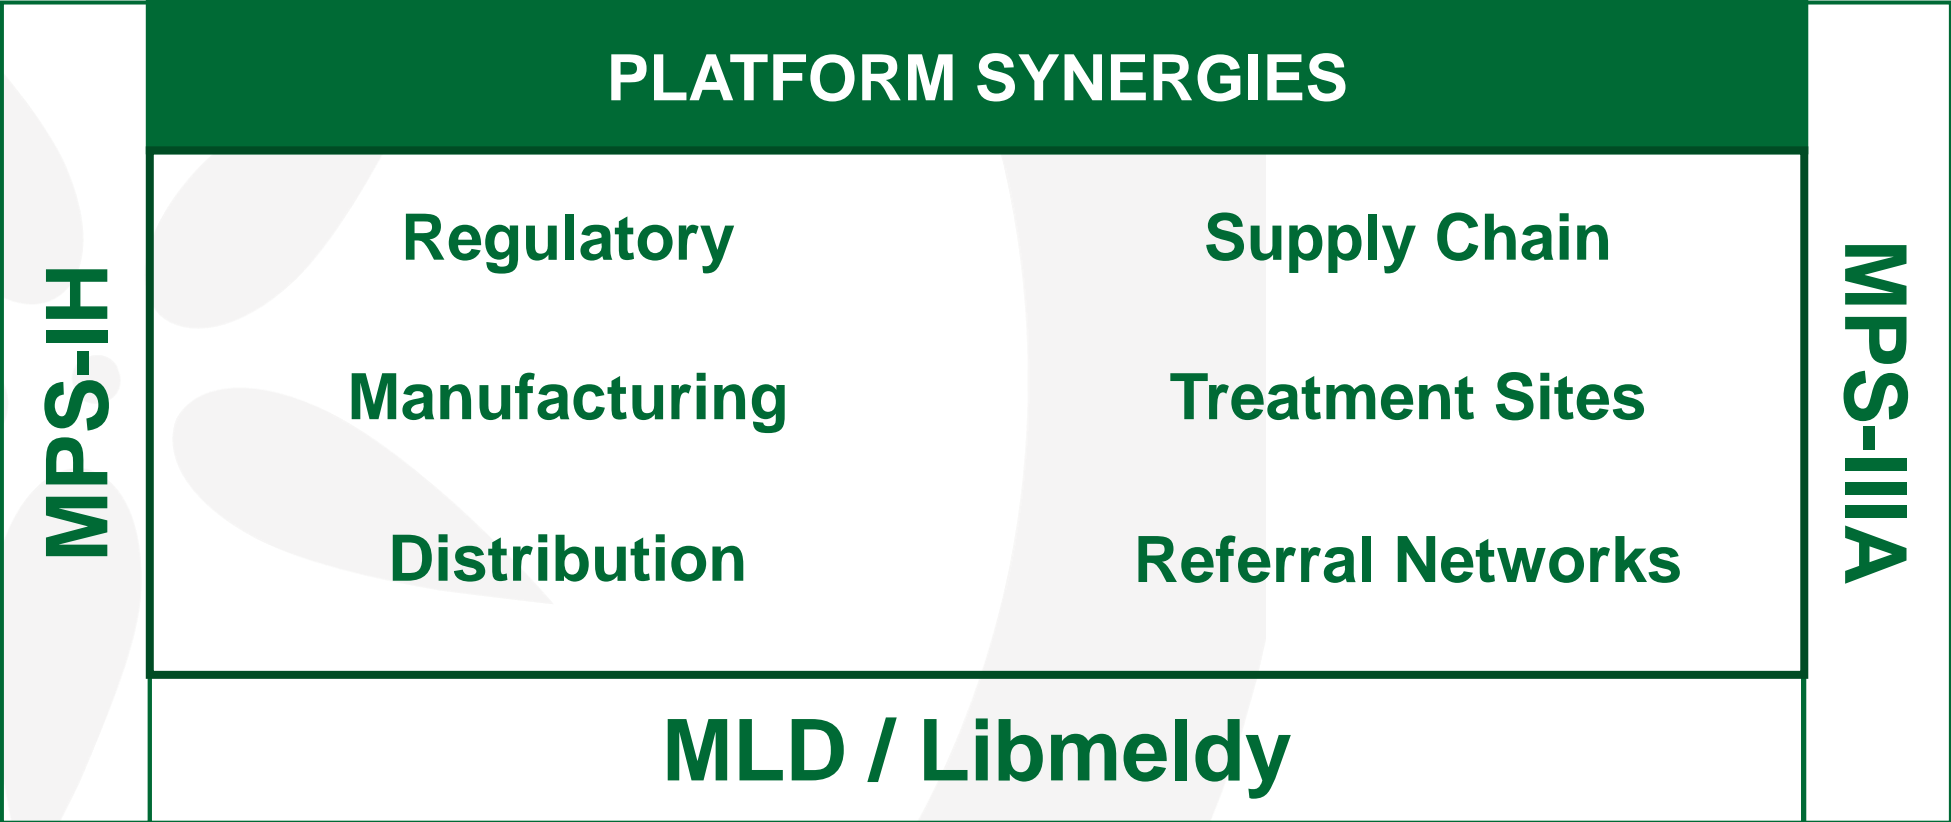 PLATFORM SYNERGIES
MPS-IH
Regulatory
Supply Chain
Manufacturing
Treatment Sites
Distribution
Referral Networks
MPS-IIIA
MLD / Libmeldy